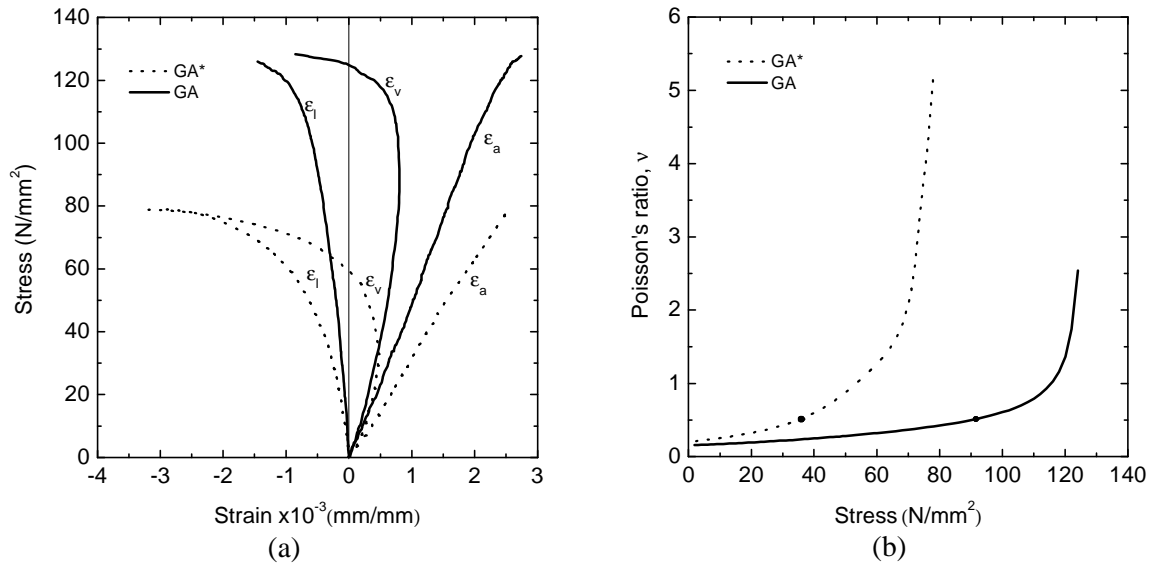 140
120
100
80
60
40
20
0
-4 -3 -2 -1 0 1 2 3
Stress (N/mm²)
Strain x10⁻³(mm/mm)
GA*
GA
εₗ
εᵥ
εₐ
εₗ
εᵥ
εₐ
(a)
6
5
4
3
2
1
0
0 20 40 60 80 100 120 140
Poisson's ratio, ν
Stress (N/mm²)
GA*
GA
(b)